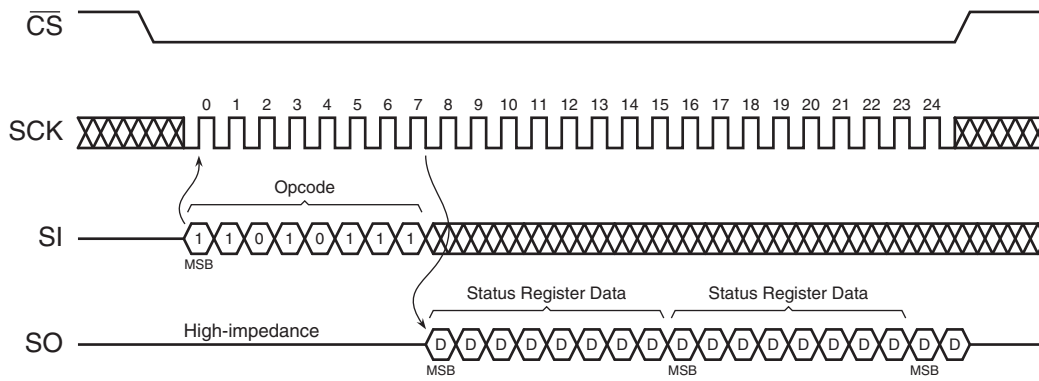 CS
SCK
0 1 2 3 4 5 6 7 8 9 10 11 12 13 14 15 16 17 18 19 20 21 22 23 24
Opcode
SI
1 1 0 1 0 1 1 1
MSB
Status Register Data Status Register Data
SO
High-impedance
D D D D D D D D D D D D D D D D D D
MSB MSB MSB